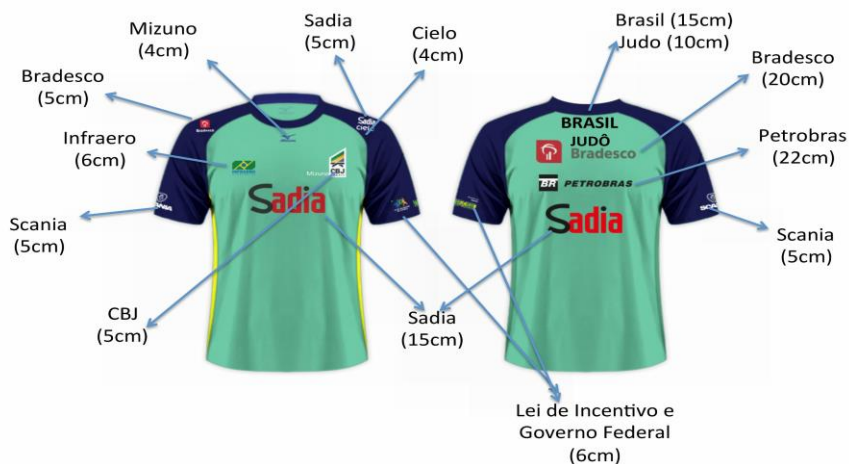 Mizuno
(4cm)
Sadia
(5cm)
Cielo
(4cm)
Brasil (15cm)
Judo (10cm)
Bradesco
(5cm)
Bradesco
(20cm)
Infraero
(6cm)
Petrobras
(22cm)
Scania
(5cm)
Scania
(5cm)
CBJ
(5cm)
Sadia
(15cm)
Lei de Incentivo e
Governo Federal
(6cm)
Sadia
CBJ
Sadia
BRASIL
JUDÔ
Bradesco
BR PETROBRAS
Sadia